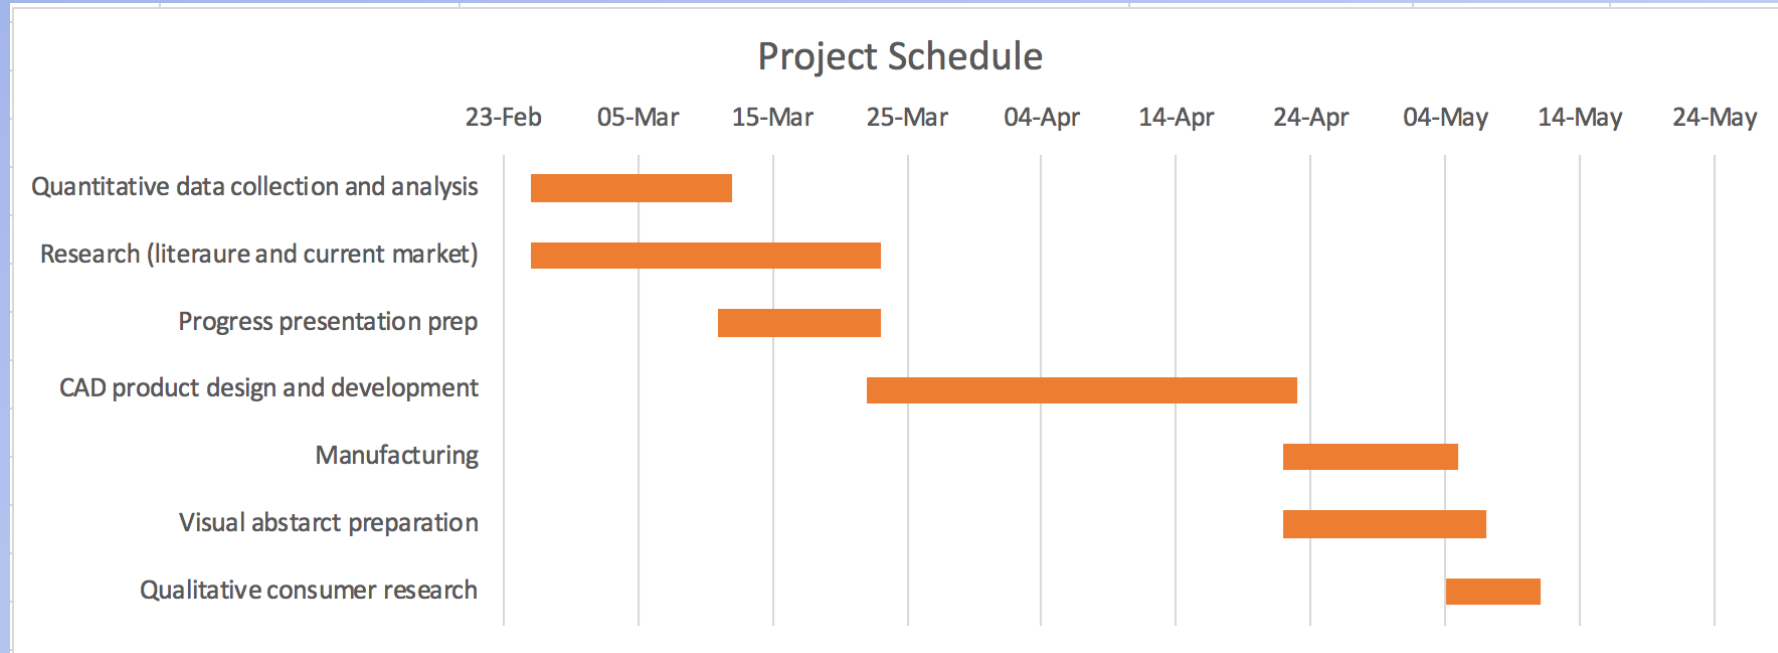 Project Schedule
23-Feb 05-Mar 15-Mar 25-Mar 04-Apr 14-Apr 24-Apr 04-May 14-May 24-May
Quantitative data collection and analysis
Research (literaure and current market)
Progress presentation prep
CAD product design and development
Manufacturing
Visual abstarct preparation
Qualitative consumer research